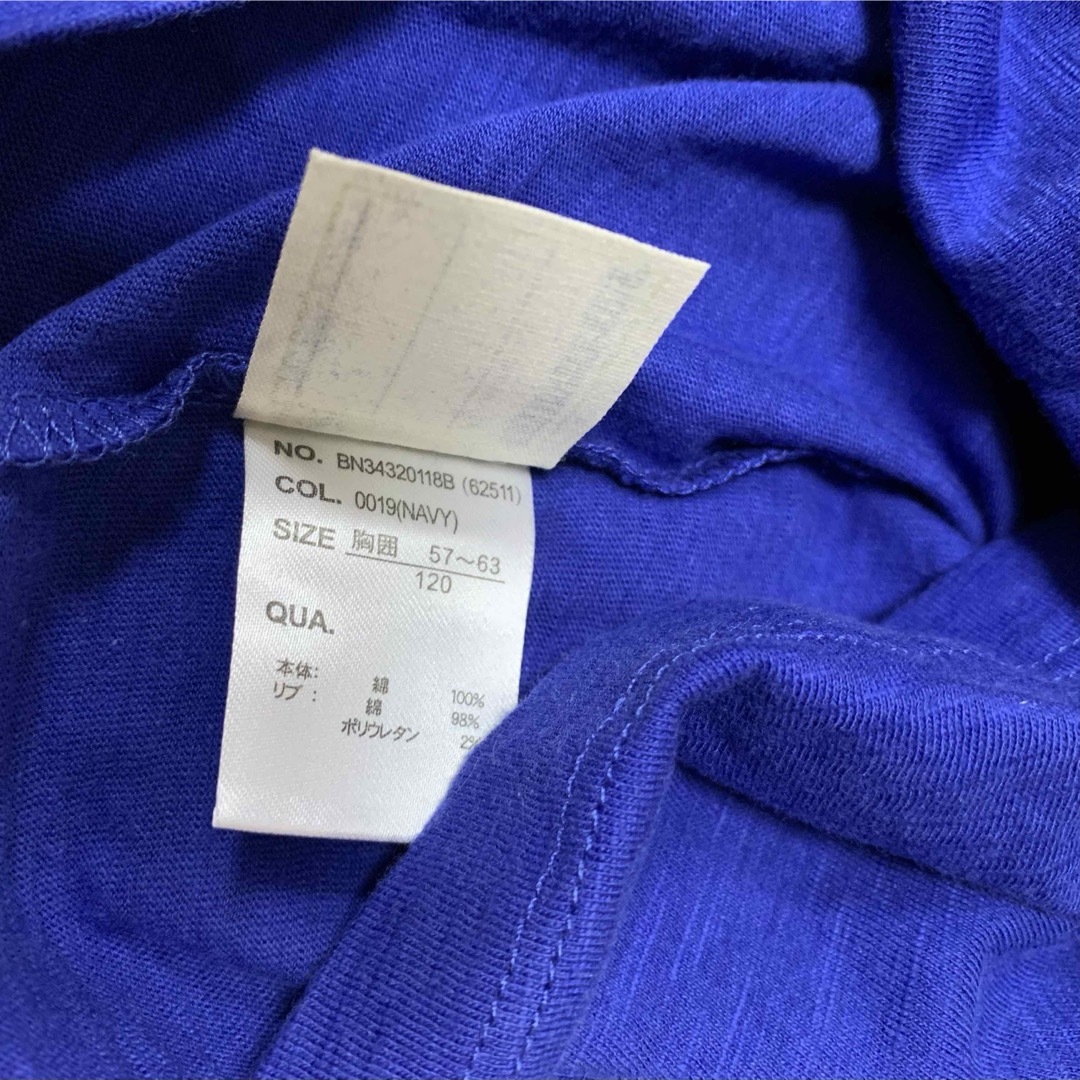 NO. BN34320118B (62511)
COL. 0019(NAVY)
SIZE 胸囲 57～63
120
QUA.
本体: 綿 100%
リブ: 綿 98%
ポリウレタン 2%